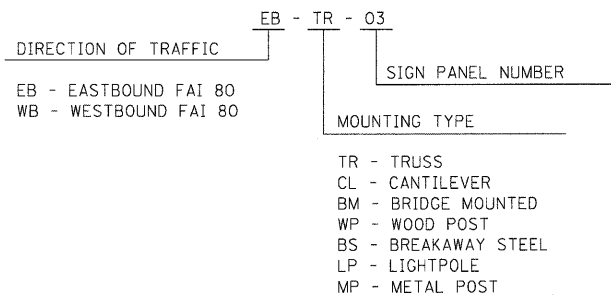 EB - TR - 03
DIRECTION OF TRAFFIC
EB - EASTBOUND FAI 80
WB - WESTBOUND FAI 80
SIGN PANEL NUMBER
MOUNTING TYPE
TR - TRUSS
CL - CANTILEVER
BM - BRIDGE MOUNTED
WP - WOOD POST
BS - BREAKAWAY STEEL
LP - LIGHTPOLE
MP - METAL POST